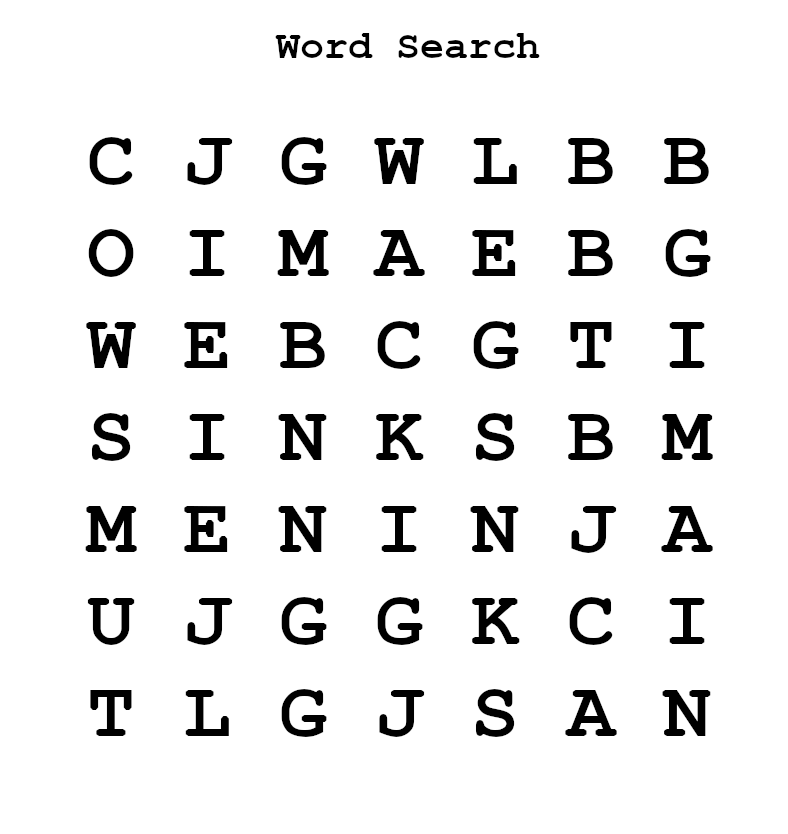 Word Search
C J G W L B B
O I M A E B G
W E B C G T I
S I N K S B M
M E N I N J A
U J G G K C I
T L G J S A N